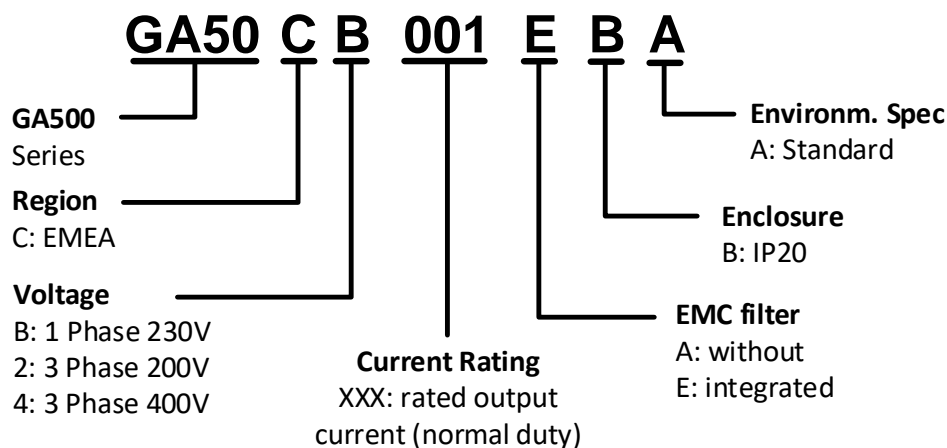 GA50 C B 001 E B A
GA500
Series
Region
C: EMEA
Voltage
B: 1 Phase 230V
2: 3 Phase 200V
4: 3 Phase 400V
Current Rating
XXX: rated output
current (normal duty)
EMC filter
A: without
E: integrated
Enclosure
B: IP20
Environm. Spec
A: Standard